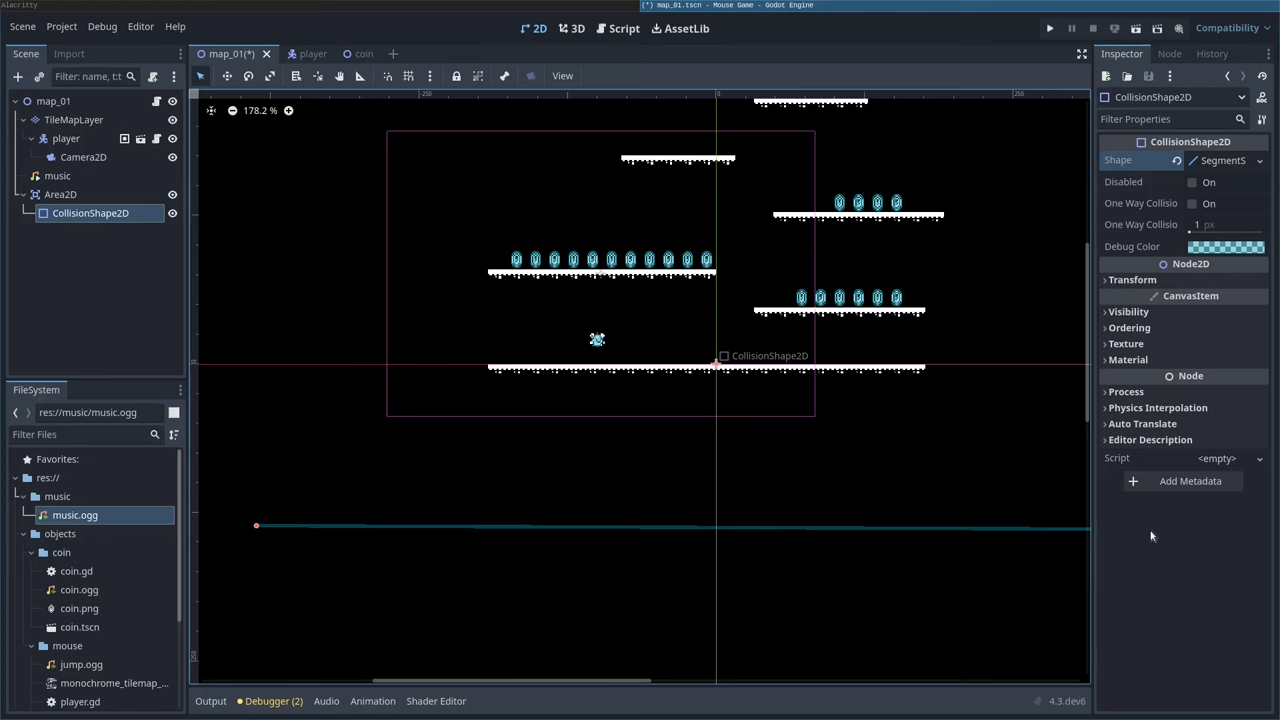 Alacritty
(*) map_01.tscn - Mouse Game - Godot Engine
Scene Project Debug Editor Help
2D 3D Script AssetLib
Compatibility
Scene Import
map_01(*) player coin
Inspector Node History
Filter: name, t:t
View
CollisionShape2D
Filter Properties
map_01
TileMapLayer
player
Camera2D
music
Area2D
CollisionShape2D
178.2 %
-250 0 250
0
250
CollisionShape2D
CollisionShape2D
Shape SegmentS
Disabled On
One Way Collisio On
One Way Collisio 1 px
Debug Color
Node2D
Transform
CanvasItem
Visibility
Ordering
Texture
Material
Node
Process
Physics Interpolation
Auto Translate
Editor Description
Script <empty>
Add Metadata
FileSystem
res://music/music.ogg
Filter Files
Favorites:
res://
music
music.ogg
objects
coin
coin.gd
coin.ogg
coin.png
coin.tscn
mouse
jump.ogg
monochrome_tilemap_...
player.gd
Output Debugger (2) Audio Animation Shader Editor
4.3.dev6